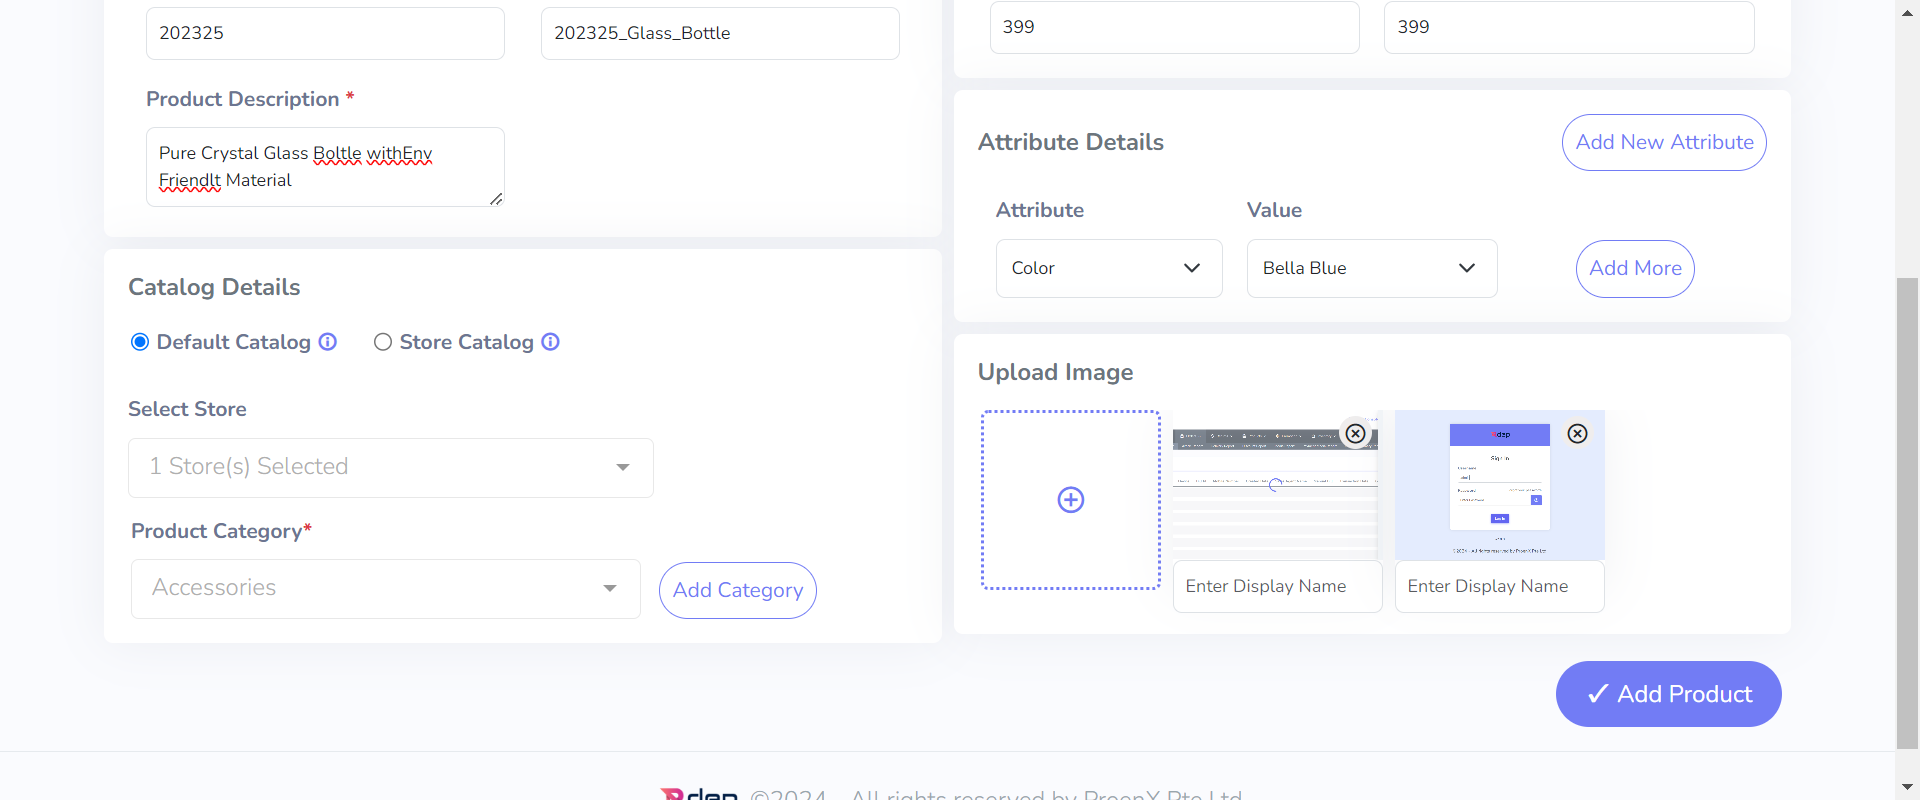 202325
202325_Glass_Bottle
Product Description *
Pure Crystal Glass Boltle withEnv
Friendlt Material
Catalog Details
Default Catalog
Store Catalog
Select Store
1 Store(s) Selected
Product Category*
Accessories
Add Category
399
399
Attribute Details
Add New Attribute
Attribute
Value
Color
Bella Blue
Add More
Upload Image
Sign In
Enter Display Name
Enter Display Name
✓ Add Product
©2024 - All rights reserved by ProenX Pte Ltd